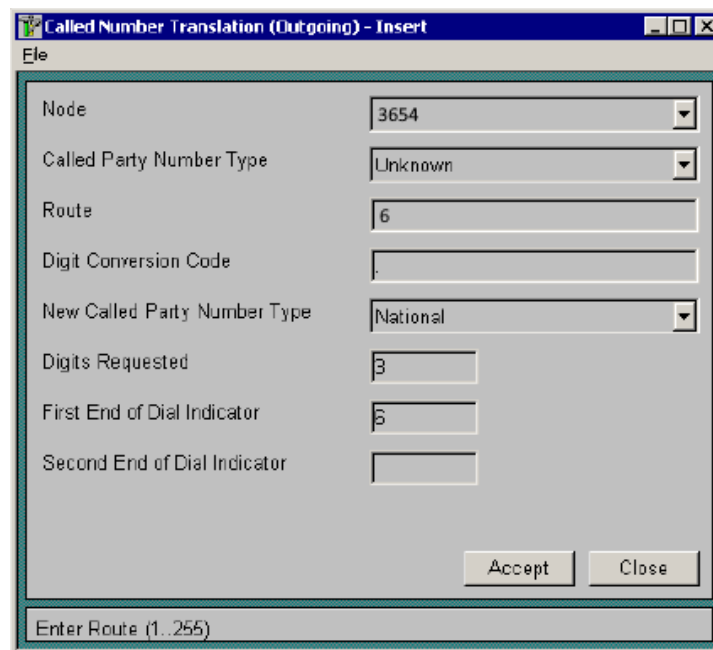 Called Number Translation (Outgoing) - Insert
File
Node 3654
Called Party Number Type Unknown
Route 6
Digit Conversion Code .
New Called Party Number Type National
Digits Requested 3
First End of Dial Indicator 6
Second End of Dial Indicator
Accept Close
Enter Route (1..255)